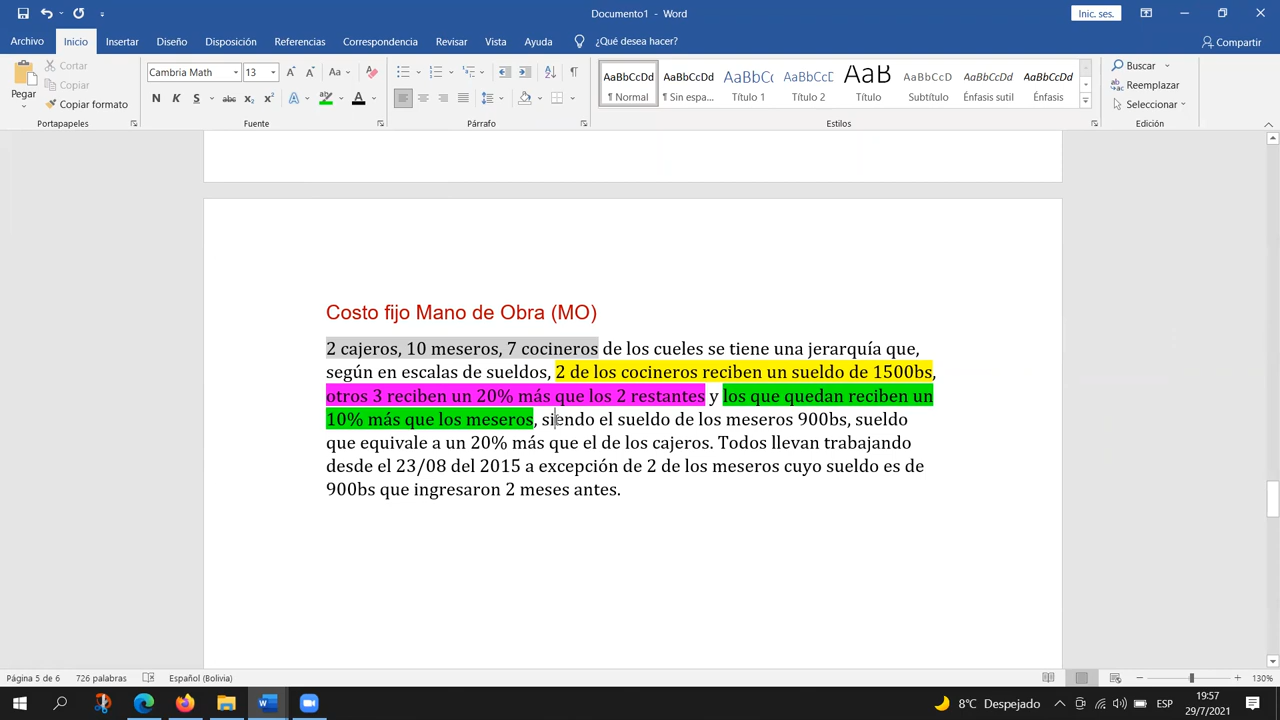 Documento1 - Word
Inic. ses.
Archivo Inicio Insertar Diseño Disposición Referencias Correspondencia Revisar Vista Ayuda ¿Qué desea hacer? Compartir
Pegar
Cortar
Copiar
Copiar formato
Portapapeles
Cambria Math 13
N K S abc x₂ x²
Fuente
Párrafo
AaBbCcDd AaBbCcDd AaBbCc AaBbCcD AaB AaBbCcD AaBbCcDd AaBbCcDd
¶ Normal ¶ Sin espa... Título 1 Título 2 Título Subtítulo Énfasis sutil Énfasis
Estilos
Buscar
Reemplazar
Seleccionar
Edición
Costo fijo Mano de Obra (MO)
2 cajeros, 10 meseros, 7 cocineros de los cueles se tiene una jerarquía que,
según en escalas de sueldos, 2 de los cocineros reciben un sueldo de 1500bs,
otros 3 reciben un 20% más que los 2 restantes y los que quedan reciben un
10% más que los meseros, siendo el sueldo de los meseros 900bs, sueldo
que equivale a un 20% más que el de los cajeros. Todos llevan trabajando
desde el 23/08 del 2015 a excepción de 2 de los meseros cuyo sueldo es de
900bs que ingresaron 2 meses antes.
Página 5 de 6 726 palabras Español (Bolivia) 130%
8°C Despejado ESP 19:57
29/7/2021